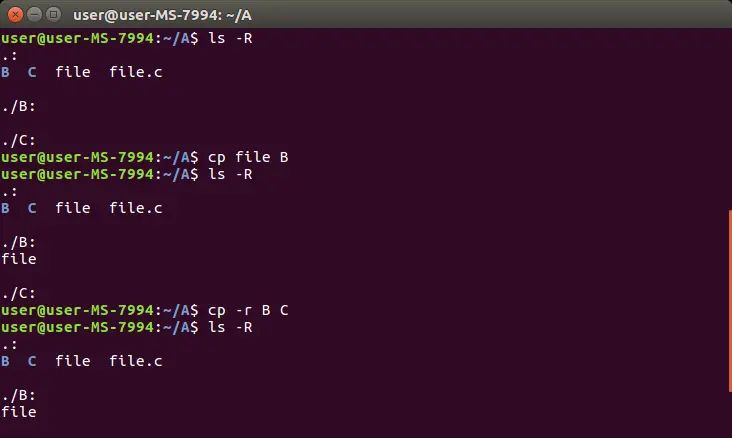 user@user-MS-7994: ~/A
user@user-MS-7994:~/A$ ls -R
.:
B  C  file  file.c
./B:
./C:
user@user-MS-7994:~/A$ cp file B
user@user-MS-7994:~/A$ ls -R
.:
B  C  file  file.c
./B:
file
./C:
user@user-MS-7994:~/A$ cp -r B C
user@user-MS-7994:~/A$ ls -R
.:
B  C  file  file.c
./B:
file